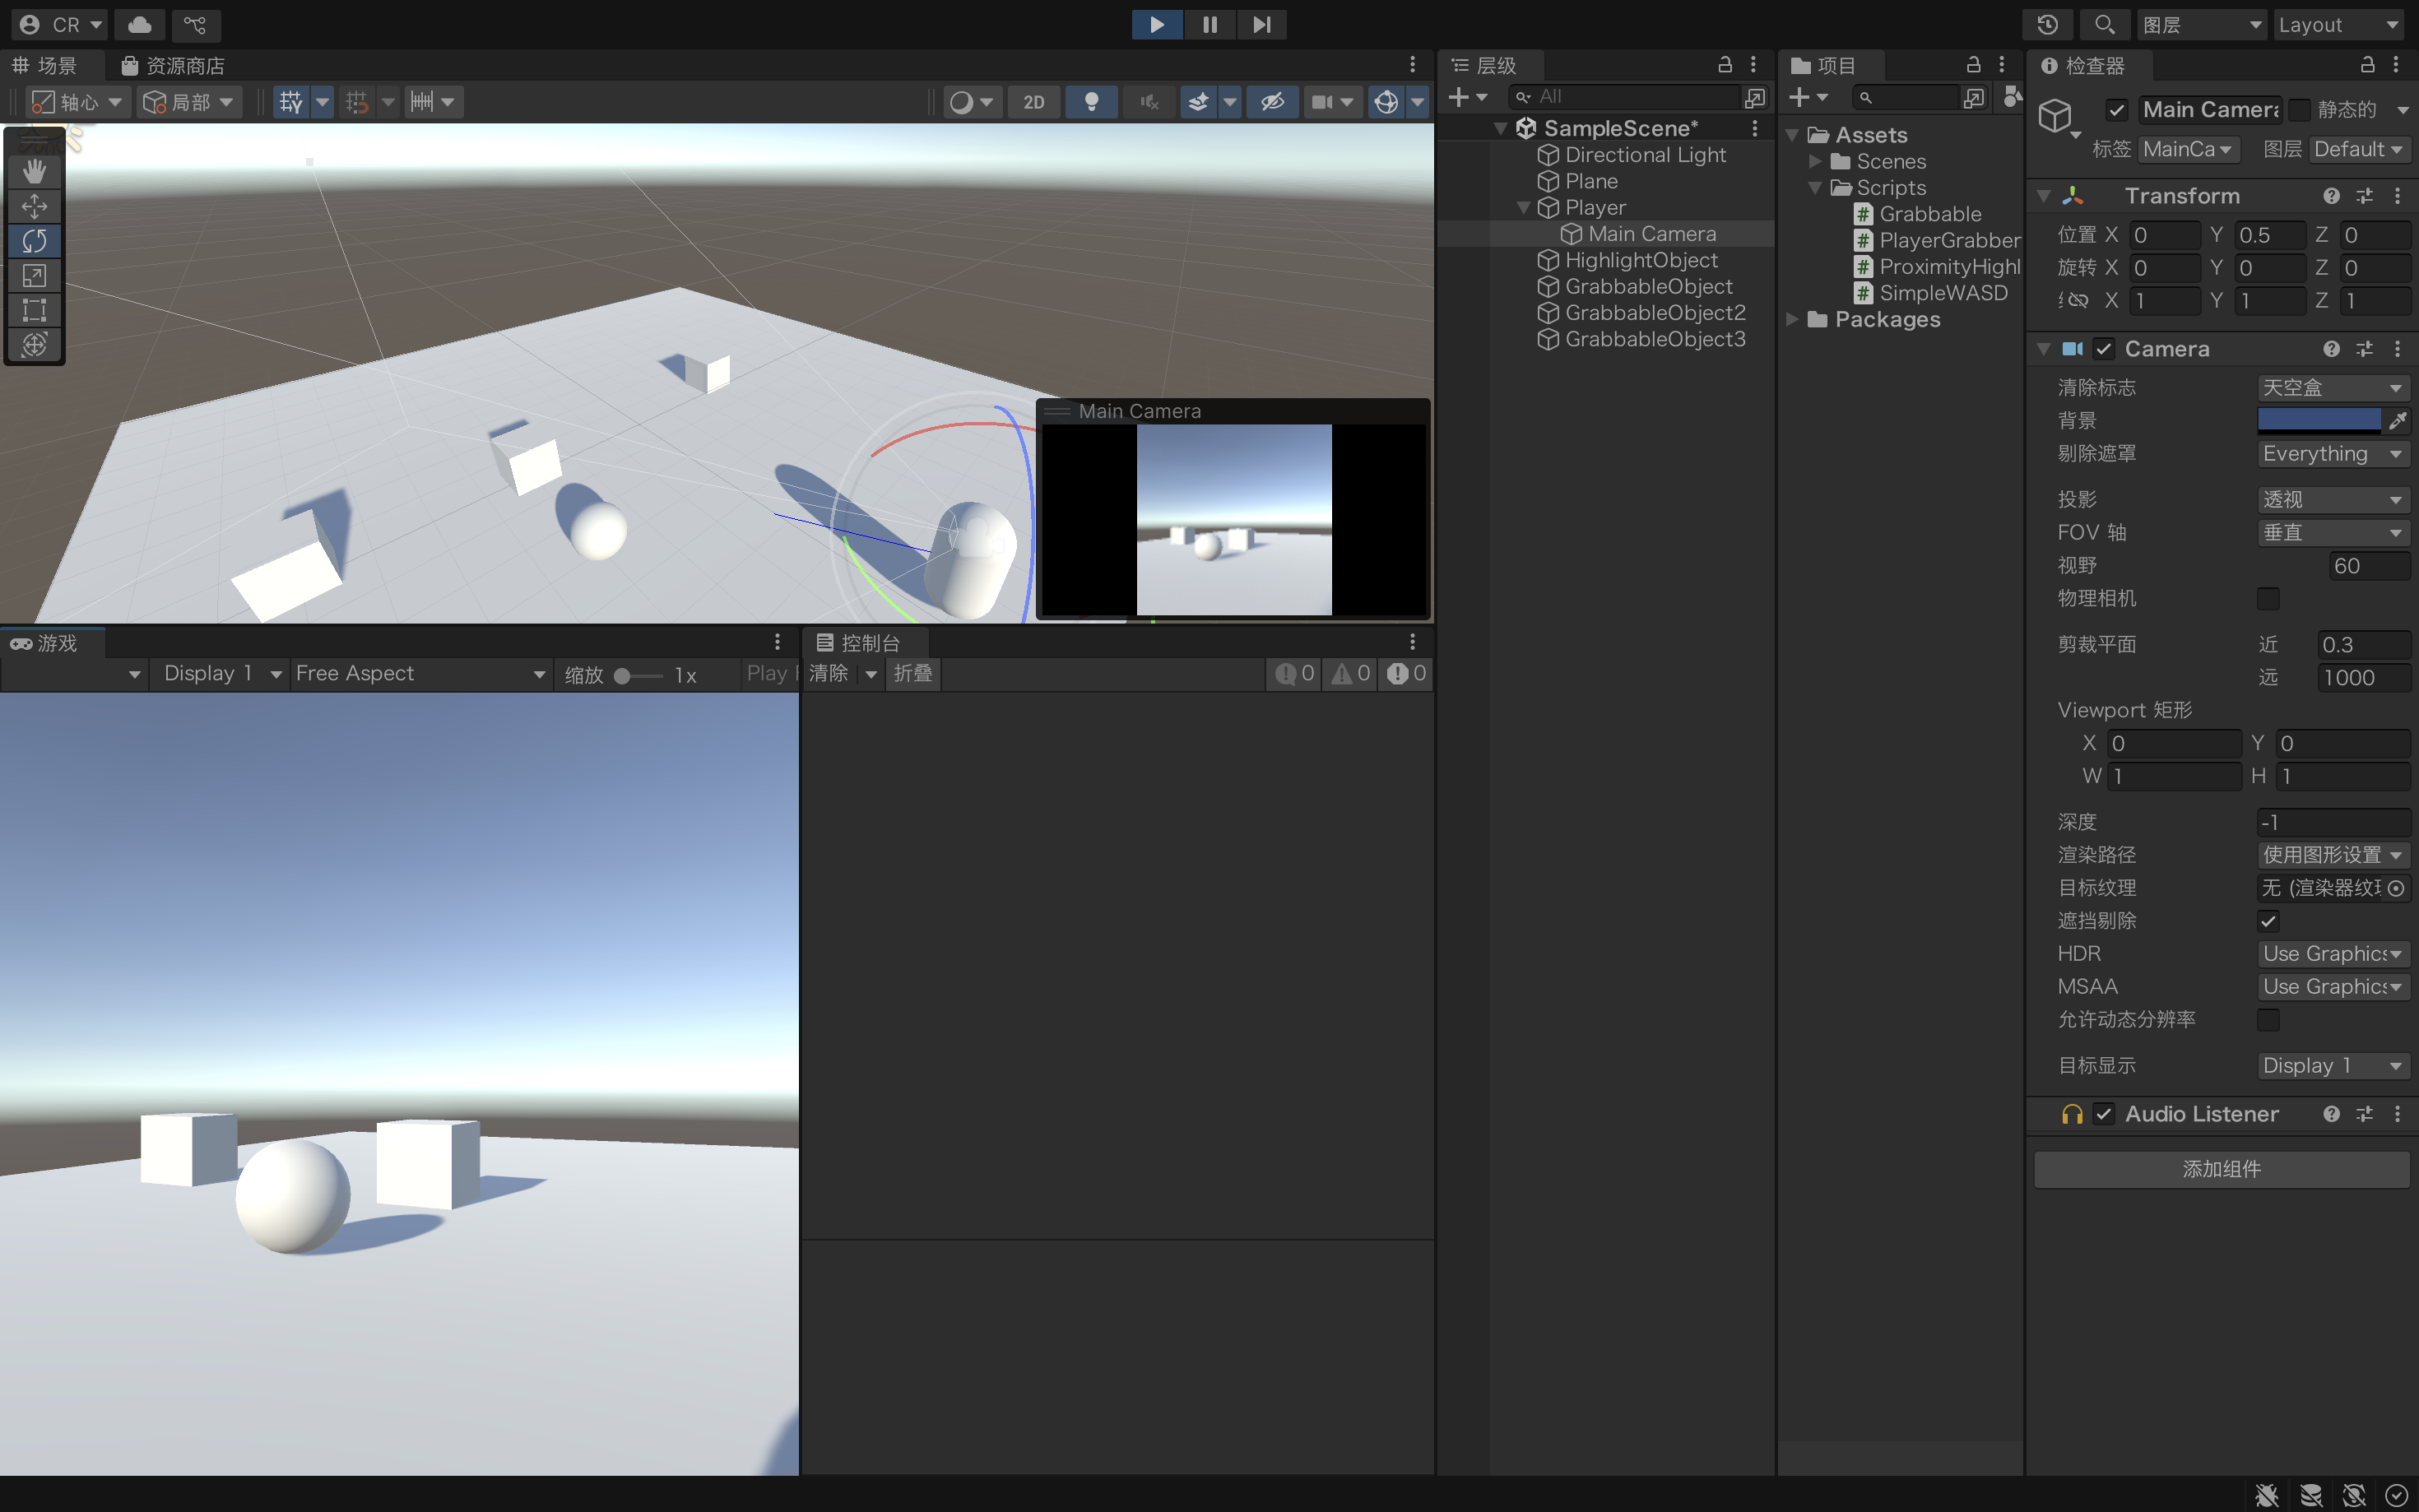 CR
图层
Layout
场景
资源商店
轴心
局部
2D
Main Camera
游戏
Display 1
Free Aspect
缩放
1x
Play
控制台
清除
折叠
0
0
0
层级
All
SampleScene*
Directional Light
Plane
Player
Main Camera
HighlightObject
GrabbableObject
GrabbableObject2
GrabbableObject3
项目
Assets
Scenes
Scripts
Grabbable
PlayerGrabber
ProximityHighl
SimpleWASD
Packages
检查器
Main Camera
静态的
标签 MainCa 图层 Default
Transform
位置 X 0 Y 0.5 Z 0
旋转 X 0 Y 0 Z 0
X 1 Y 1 Z 1
Camera
清除标志 天空盒
背景
剔除遮罩 Everything
投影 透视
FOV 轴 垂直
视野 60
物理相机
剪裁平面 近 0.3
远 1000
Viewport 矩形
X 0 Y 0
W 1 H 1
深度 -1
渲染路径 使用图形设置
目标纹理 无 (渲染器纹理
遮挡剔除
HDR Use Graphics
MSAA Use Graphics
允许动态分辨率
目标显示 Display 1
Audio Listener
添加组件